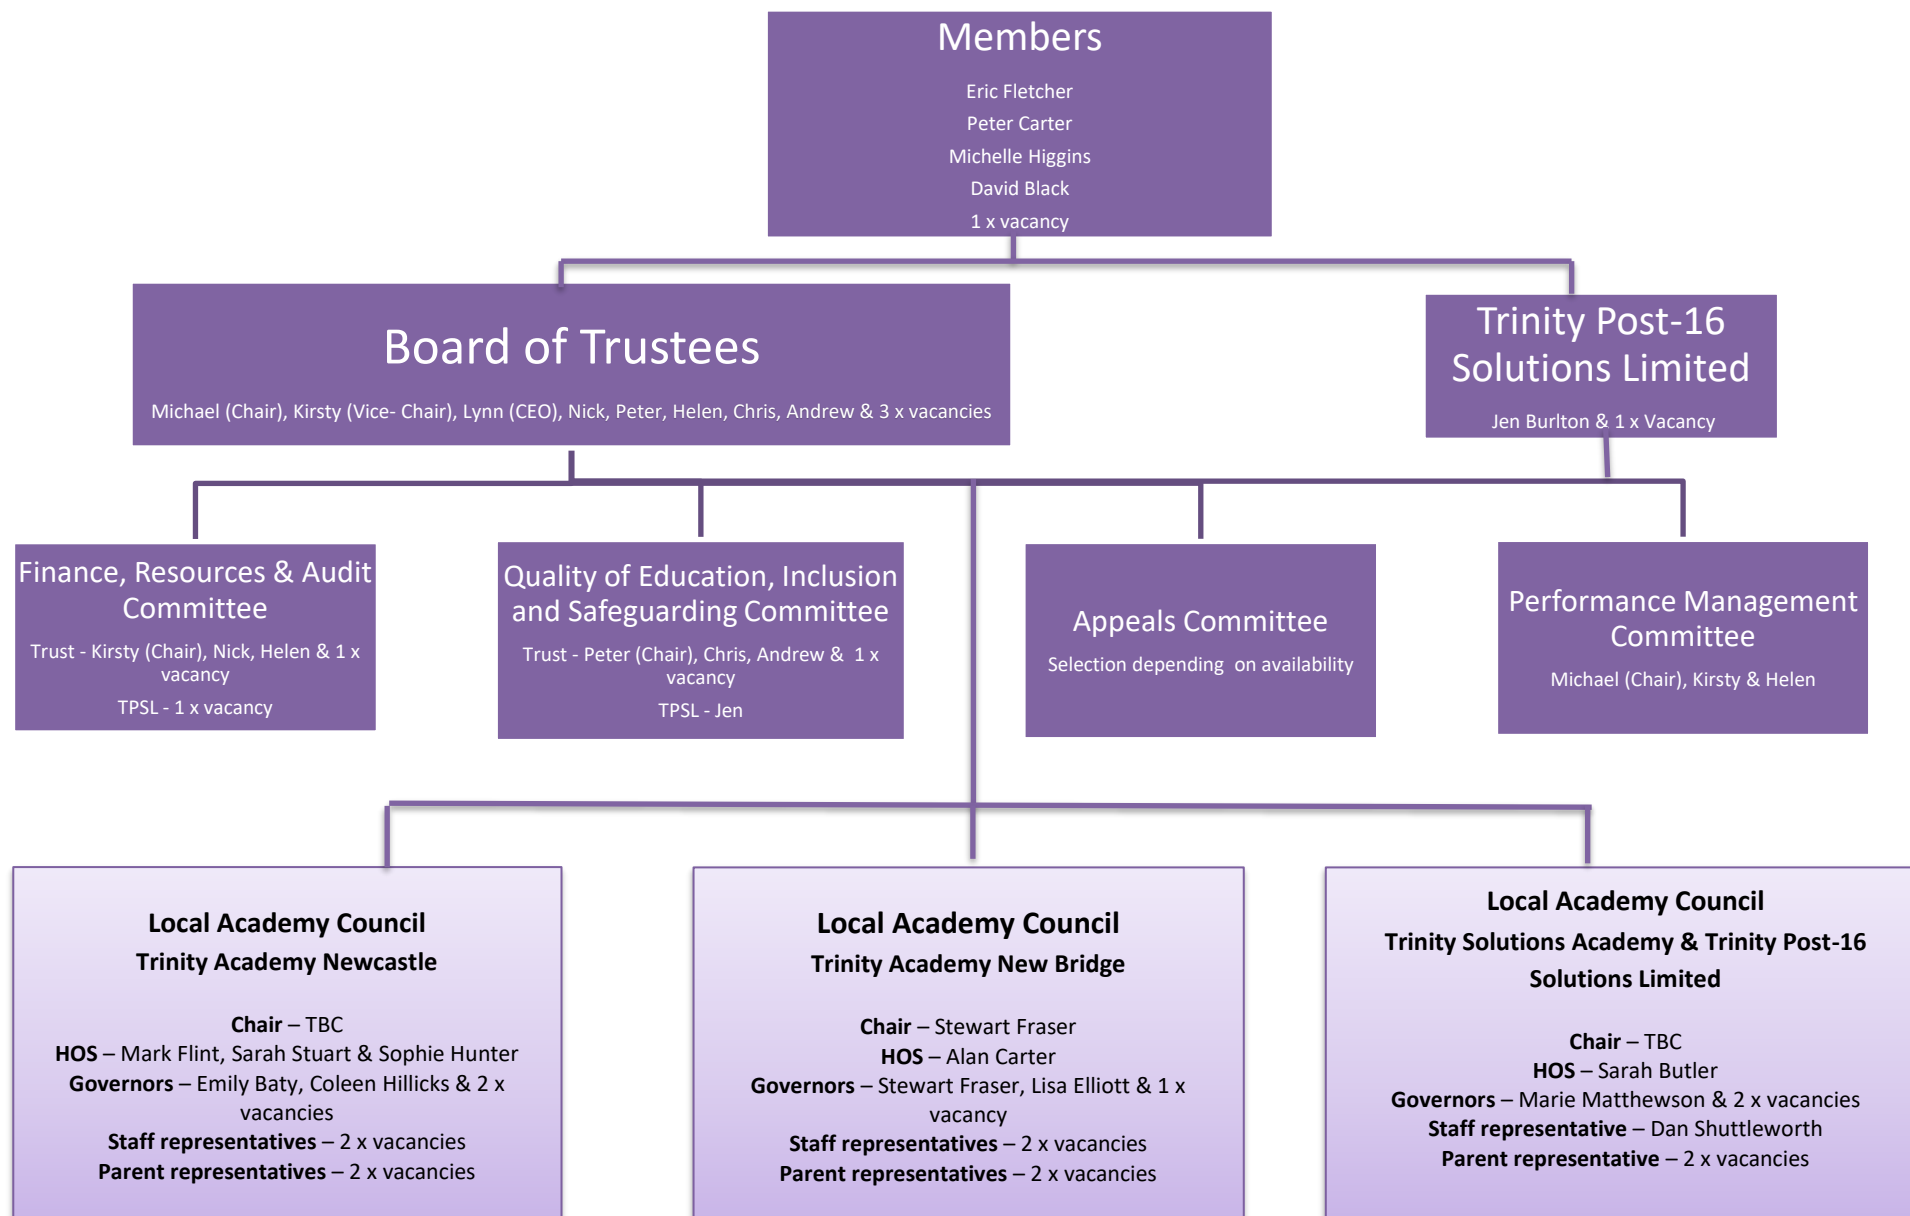 Members
Eric Fletcher
Peter Carter
Michelle Higgins
David Black
1 x vacancy
Board of Trustees
Michael (Chair), Kirsty (Vice- Chair), Lynn (CEO), Nick, Peter, Helen, Chris, Andrew & 3 x vacancies
Trinity Post-16
Solutions Limited
Jen Burlton & 1 x Vacancy
Finance, Resources & Audit
Committee
Trust - Kirsty (Chair), Nick, Helen & 1 x
vacancy
TPSL - 1 x vacancy
Quality of Education, Inclusion
and Safeguarding Committee
Trust - Peter (Chair), Chris, Andrew & 1 x
vacancy
TPSL - Jen
Appeals Committee
Selection depending on availability
Performance Management
Committee
Michael (Chair), Kirsty & Helen
Local Academy Council
Trinity Academy Newcastle
Chair – TBC
HOS – Mark Flint, Sarah Stuart & Sophie Hunter
Governors – Emily Baty, Coleen Hillicks & 2 x
vacancies
Staff representatives – 2 x vacancies
Parent representatives – 2 x vacancies
Local Academy Council
Trinity Academy New Bridge
Chair – Stewart Fraser
HOS – Alan Carter
Governors – Stewart Fraser, Lisa Elliott & 1 x
vacancy
Staff representatives – 2 x vacancies
Parent representatives – 2 x vacancies
Local Academy Council
Trinity Solutions Academy & Trinity Post-16
Solutions Limited
Chair – TBC
HOS – Sarah Butler
Governors – Marie Matthewson & 2 x vacancies
Staff representative – Dan Shuttleworth
Parent representative – 2 x vacancies